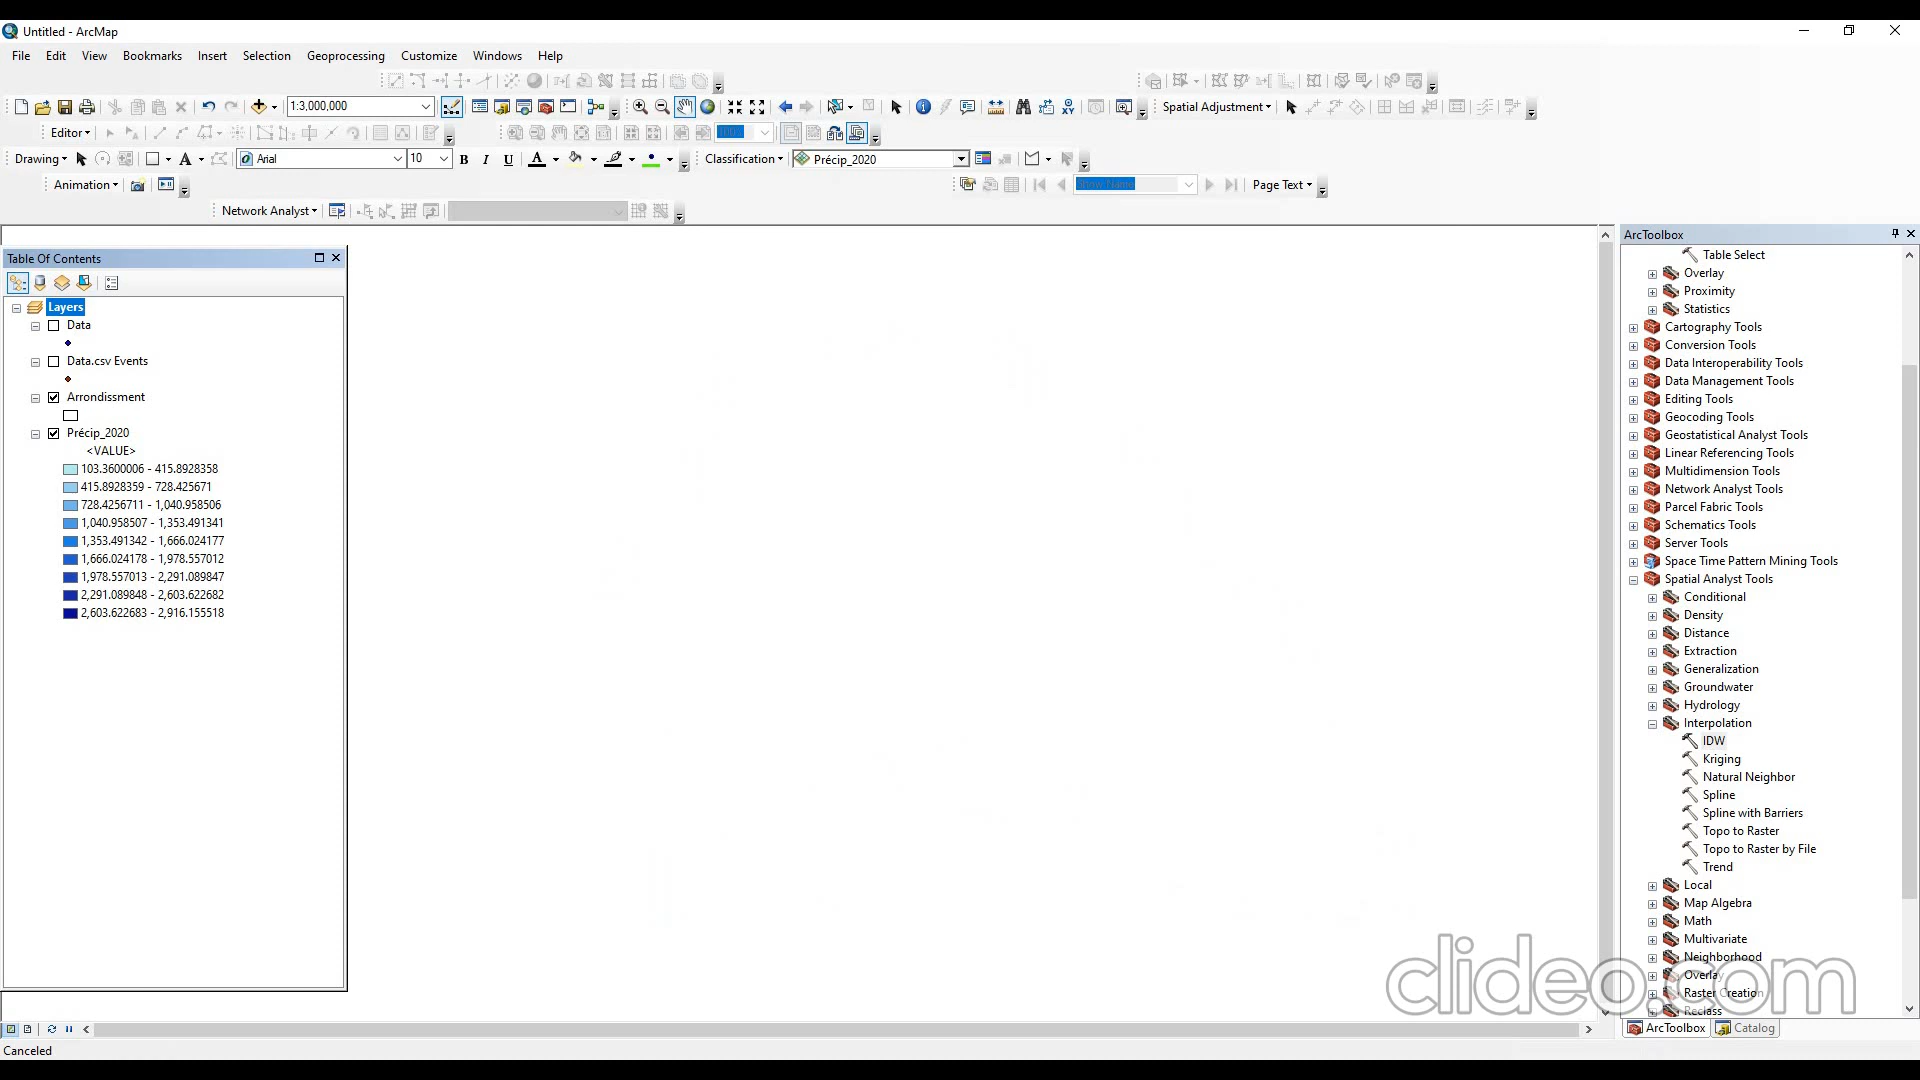 Untitled - ArcMap
File Edit View Bookmarks Insert Selection Geoprocessing Customize Windows Help
1:3,000,000 Spatial Adjustment
Editor
Drawing Arial 10 B I U A Classification Précip_2020
Animation Show Name Page Text
Network Analyst
Table Of Contents
Layers
Data
Data.csv Events
Arrondissment
Précip_2020
<VALUE>
103.3600006 - 415.8928358
415.8928359 - 728.425671
728.4256711 - 1,040.958506
1,040.958507 - 1,353.491341
1,353.491342 - 1,666.024177
1,666.024178 - 1,978.557012
1,978.557013 - 2,291.089847
2,291.089848 - 2,603.622682
2,603.622683 - 2,916.155518
ArcToolbox
Table Select
Overlay
Proximity
Statistics
Cartography Tools
Conversion Tools
Data Interoperability Tools
Data Management Tools
Editing Tools
Geocoding Tools
Geostatistical Analyst Tools
Linear Referencing Tools
Multidimension Tools
Network Analyst Tools
Parcel Fabric Tools
Schematics Tools
Server Tools
Space Time Pattern Mining Tools
Spatial Analyst Tools
Conditional
Density
Distance
Extraction
Generalization
Groundwater
Hydrology
Interpolation
IDW
Kriging
Natural Neighbor
Spline
Spline with Barriers
Topo to Raster
Topo to Raster by File
Trend
Local
Map Algebra
Math
Multivariate
Neighborhood
Overlay
Raster Creation
Reclass
clideo.com
ArcToolbox Catalog
Canceled